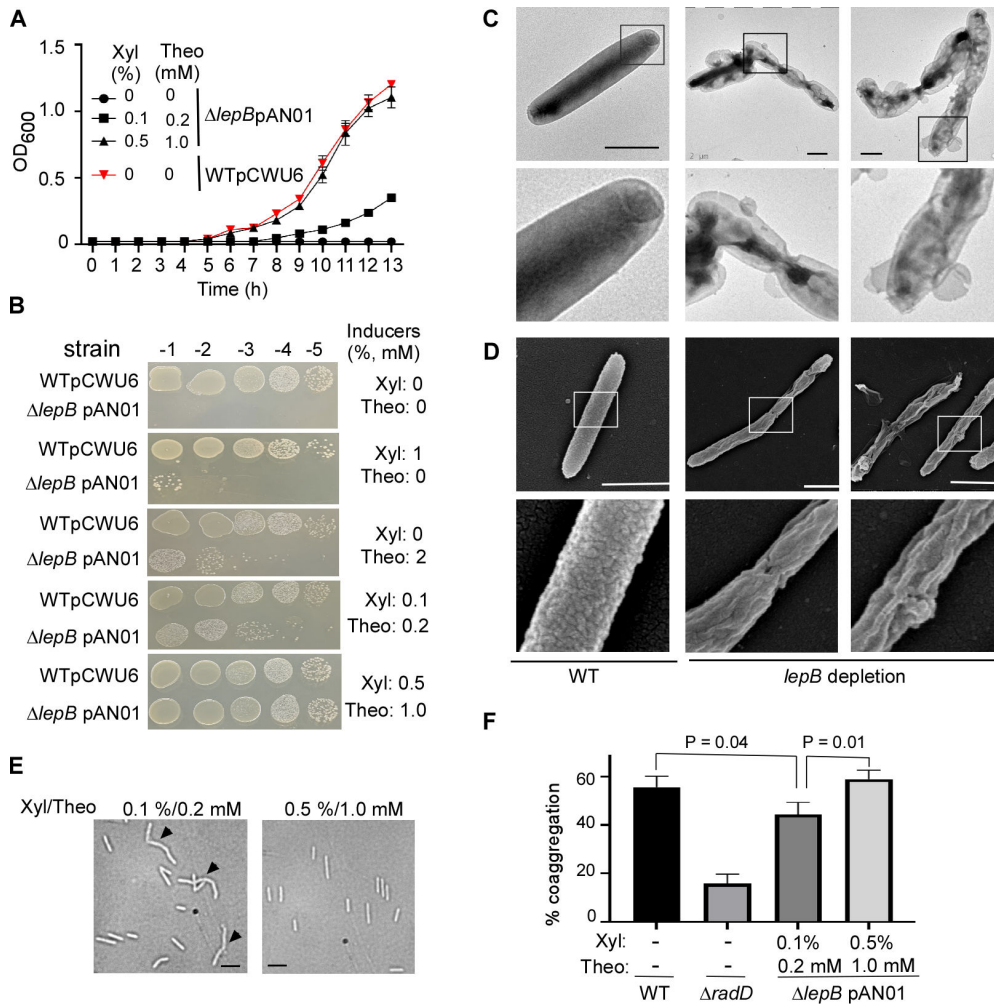 A
Xyl Theo
(%) (mM)
0 0
0.1 0.2 ΔlepBpAN01
0.5 1.0
0 0 WTpCWU6
OD600
1.5
1.0
0.5
0
0 1 2 3 4 5 6 7 8 9 10 11 12 13
Time (h)
B
strain -1 -2 -3 -4 -5 Inducers
(%, mM)
WTpCWU6 Xyl: 0
ΔlepB pAN01 Theo: 0
WTpCWU6 Xyl: 1
ΔlepB pAN01 Theo: 0
WTpCWU6 Xyl: 0
ΔlepB pAN01 Theo: 2
WTpCWU6 Xyl: 0.1
ΔlepB pAN01 Theo: 0.2
WTpCWU6 Xyl: 0.5
ΔlepB pAN01 Theo: 1.0
C
2 μm
D
WT lepB depletion
E
Xyl/Theo 0.1 %/0.2 mM 0.5 %/1.0 mM
F
P = 0.04 P = 0.01
% coaggregation
60
40
20
0
Xyl: - - 0.1% 0.5%
Theo: - - 0.2 mM 1.0 mM
WT ΔradD ΔlepB pAN01